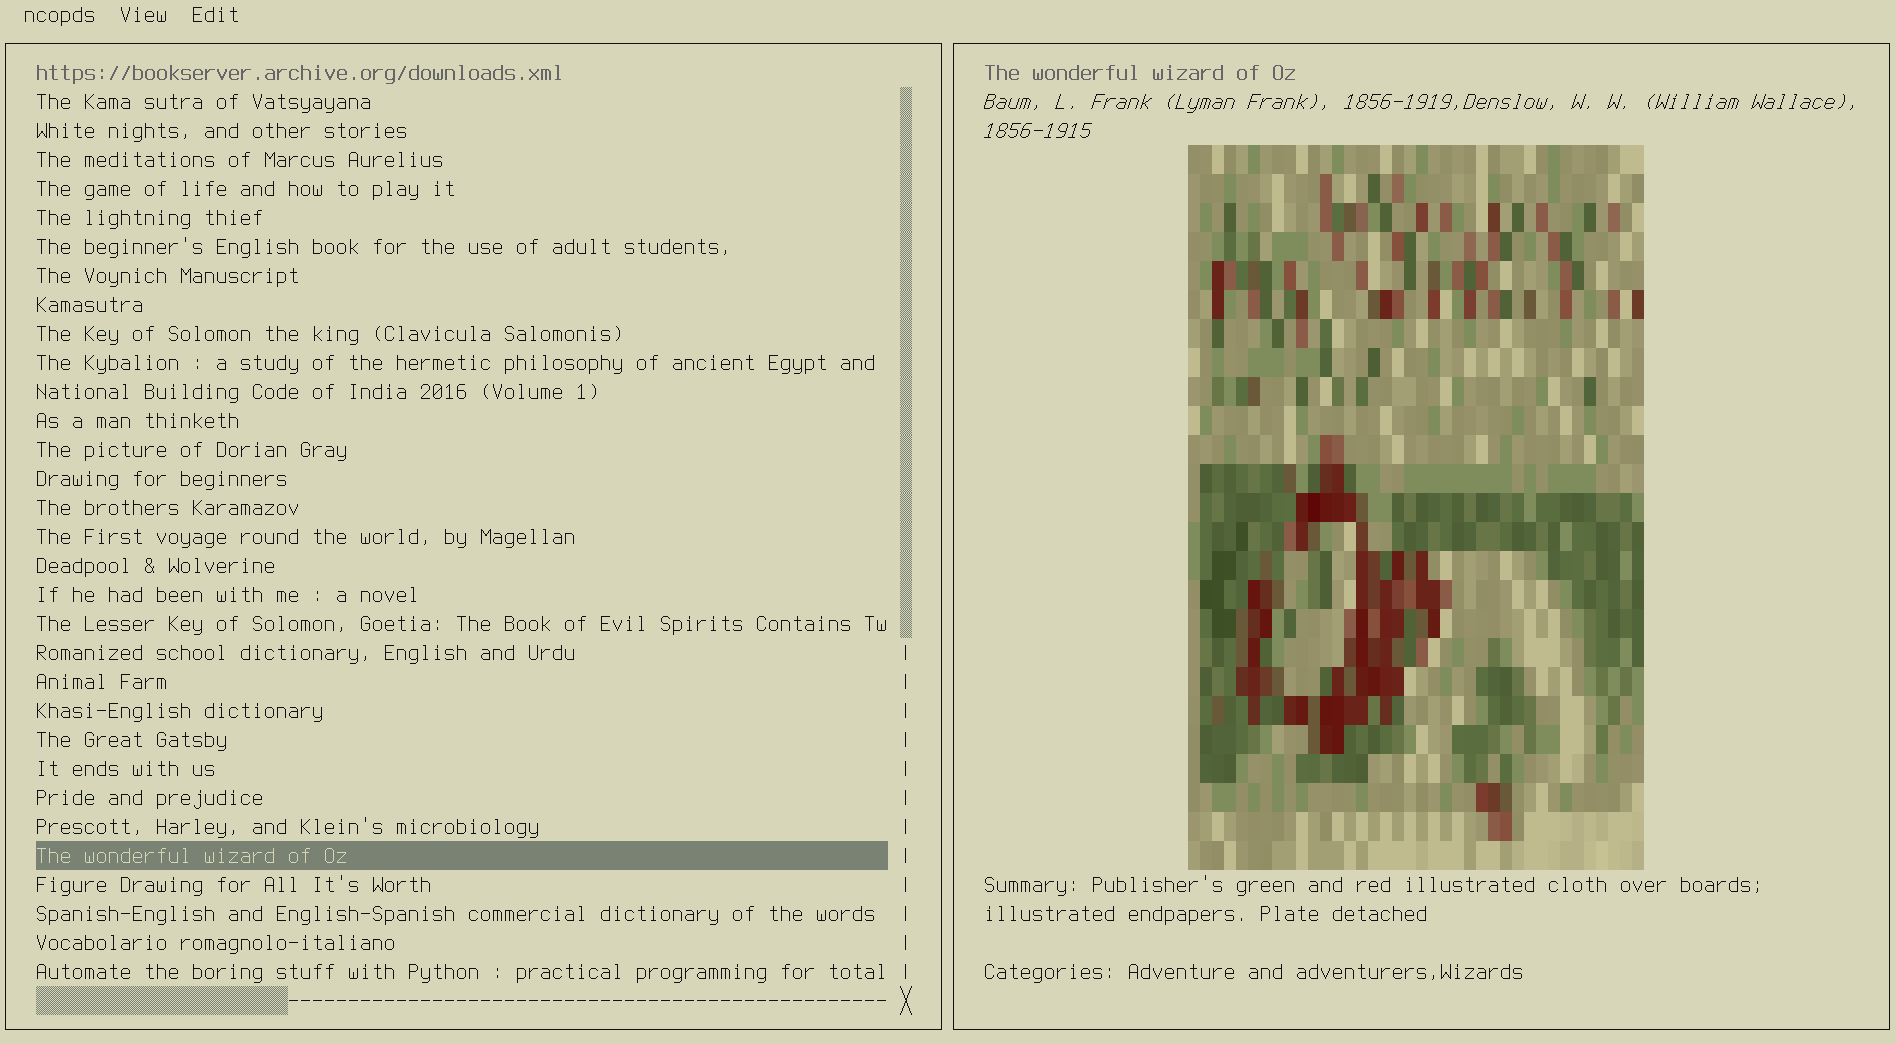 ncopds  View  Edit
https://bookserver.archive.org/downloads.xml
The Kama sutra of Vatsyayana
White nights, and other stories
The meditations of Marcus Aurelius
The game of life and how to play it
The lightning thief
The beginner's English book for the use of adult students,
The Voynich Manuscript
Kamasutra
The Key of Solomon the king (Clavicula Salomonis)
The Kybalion : a study of the hermetic philosophy of ancient Egypt and
National Building Code of India 2016 (Volume 1)
As a man thinketh
The picture of Dorian Gray
Drawing for beginners
The brothers Karamazov
The First voyage round the world, by Magellan
Deadpool & Wolverine
If he had been with me : a novel
The Lesser Key of Solomon, Goetia: The Book of Evil Spirits Contains Tw
Romanized school dictionary, English and Urdu
Animal Farm
Khasi-English dictionary
The Great Gatsby
It ends with us
Pride and prejudice
Prescott, Harley, and Klein's microbiology
The wonderful wizard of Oz
Figure Drawing for All It's Worth
Spanish-English and English-Spanish commercial dictionary of the words
Vocabolario romagnolo-italiano
Automate the boring stuff with Python : practical programming for total
The wonderful wizard of Oz
Baum, L. Frank (Lyman Frank), 1856-1919,Denslow, W. W. (William Wallace),
1856-1915
Summary: Publisher's green and red illustrated cloth over boards;
illustrated endpapers. Plate detached
Categories: Adventure and adventurers,Wizards